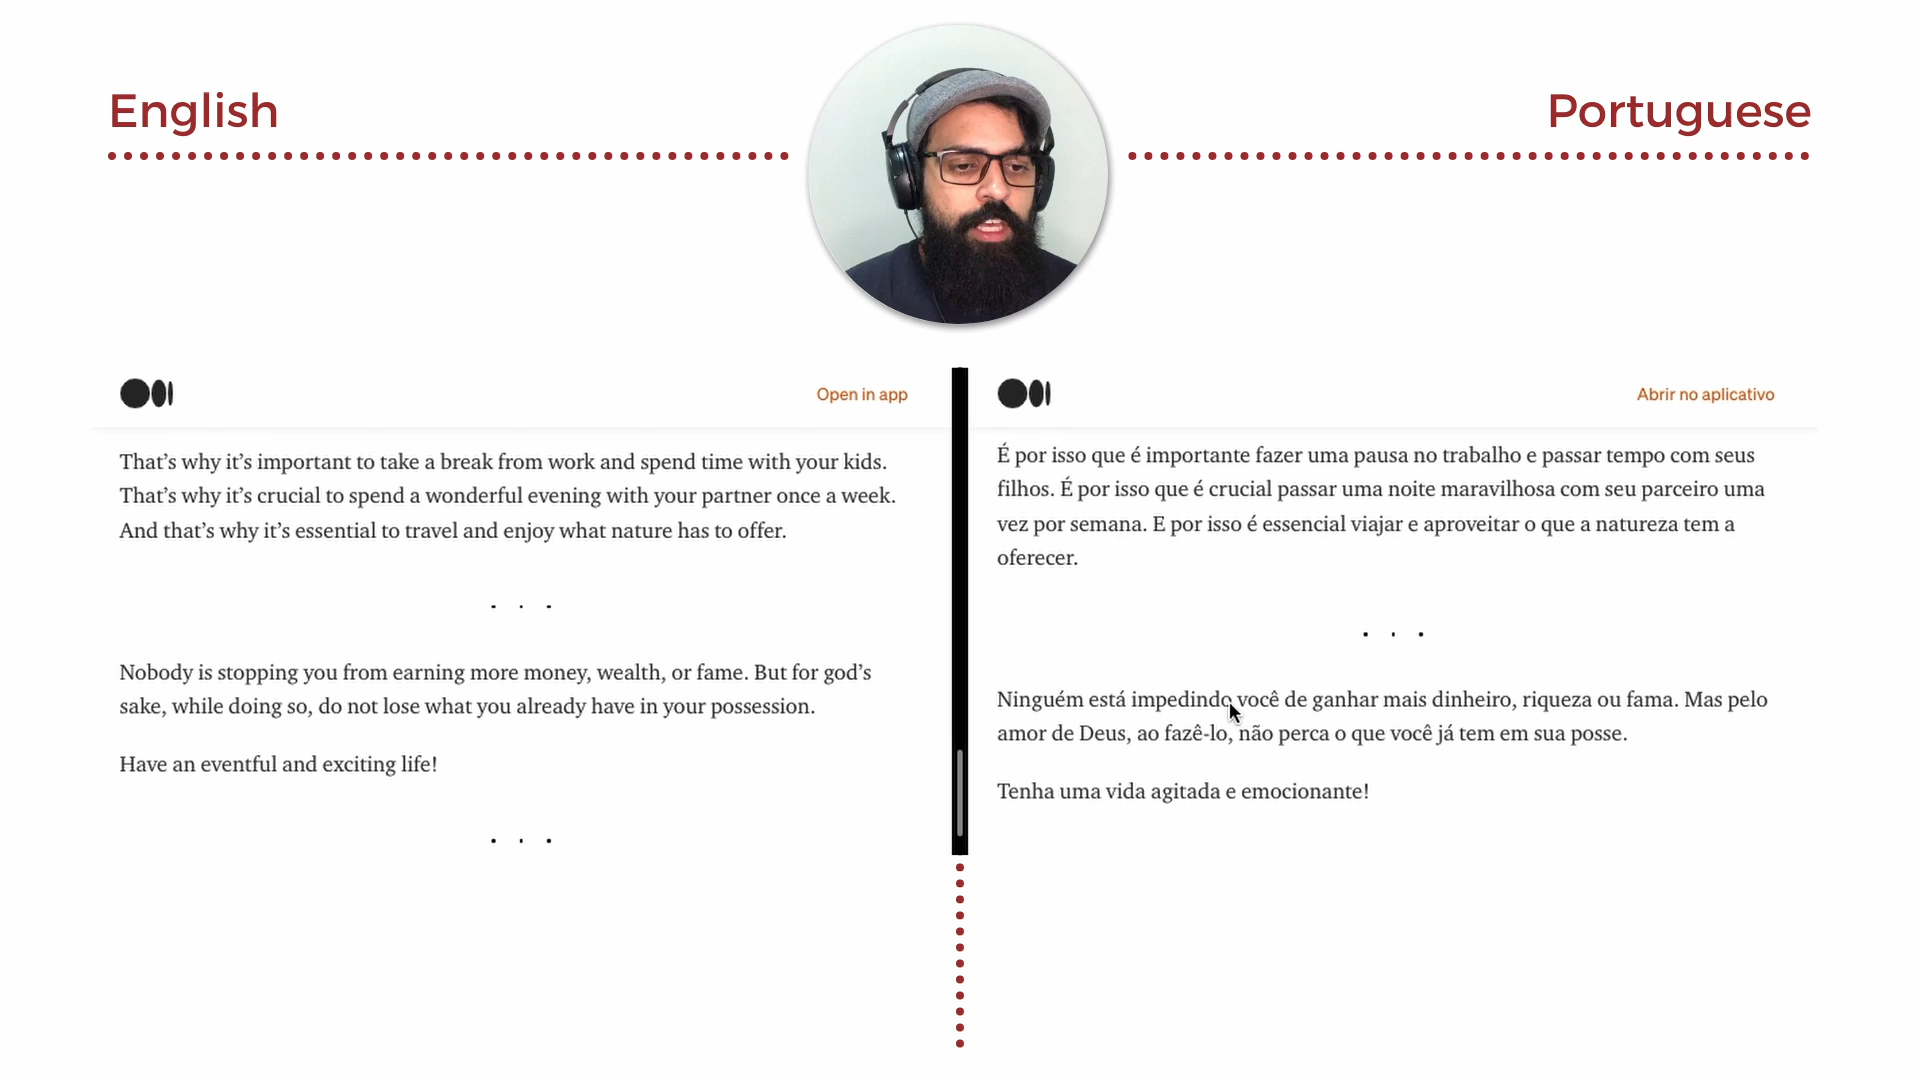 English
Portuguese
Open in app
That’s why it’s important to take a break from work and spend time with your kids.
That’s why it’s crucial to spend a wonderful evening with your partner once a week.
And that’s why it’s essential to travel and enjoy what nature has to offer.
. . .
Nobody is stopping you from earning more money, wealth, or fame. But for god’s
sake, while doing so, do not lose what you already have in your possession.
Have an eventful and exciting life!
. . .
Abrir no aplicativo
É por isso que é importante fazer uma pausa no trabalho e passar tempo com seus
filhos. É por isso que é crucial passar uma noite maravilhosa com seu parceiro uma
vez por semana. E por isso é essencial viajar e aproveitar o que a natureza tem a
oferecer.
. . .
Ninguém está impedindo você de ganhar mais dinheiro, riqueza ou fama. Mas pelo
amor de Deus, ao fazê-lo, não perca o que você já tem em sua posse.
Tenha uma vida agitada e emocionante!